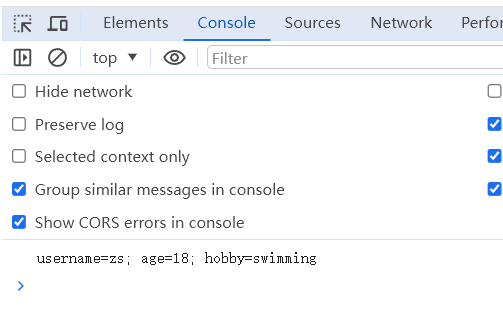 Elements Console Sources Network Perfor
top ▼ Filter
Hide network
Preserve log
Selected context only
Group similar messages in console
Show CORS errors in console
username=zs; age=18; hobby=swimming